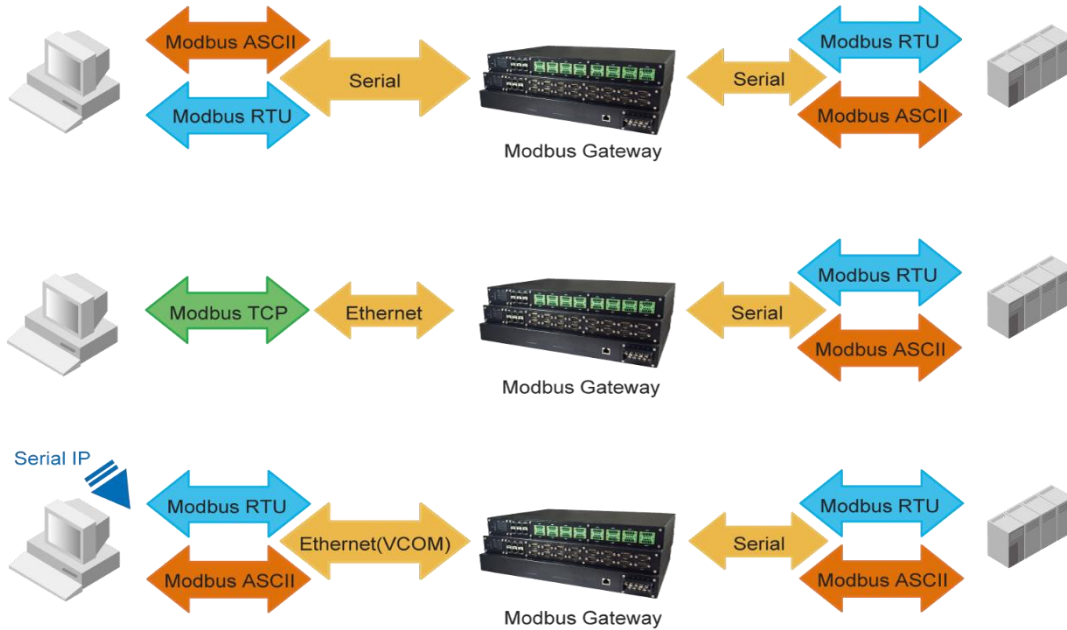 Modbus ASCII
Modbus RTU
Serial
Serial
Modbus RTU
Modbus ASCII
Modbus Gateway
Modbus TCP
Ethernet
Serial
Modbus RTU
Modbus ASCII
Modbus Gateway
Serial IP
Modbus RTU
Modbus ASCII
Ethernet(VCOM)
Serial
Modbus RTU
Modbus ASCII
Modbus Gateway